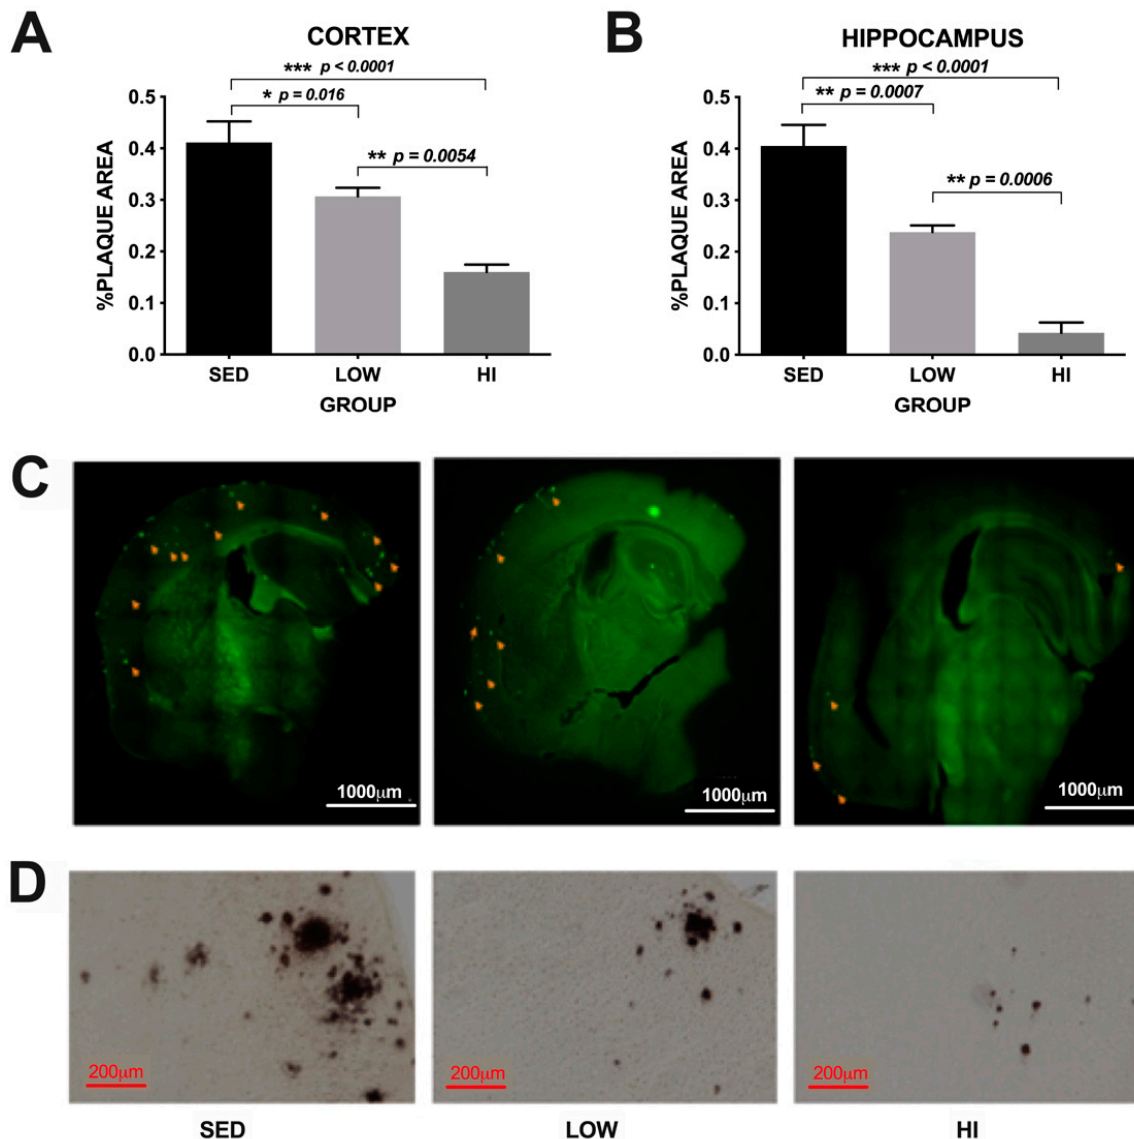 A
CORTEX
*** p < 0.0001
* p = 0.016
** p = 0.0054
%PLAQUE AREA
0.5
0.4
0.3
0.2
0.1
0.0
SED LOW HI
GROUP
B
HIPPOCAMPUS
*** p < 0.0001
** p = 0.0007
** p = 0.0006
%PLAQUE AREA
0.5
0.4
0.3
0.2
0.1
0.0
SED LOW HI
GROUP
C
1000µm
1000µm
1000µm
D
200µm
200µm
200µm
SED LOW HI